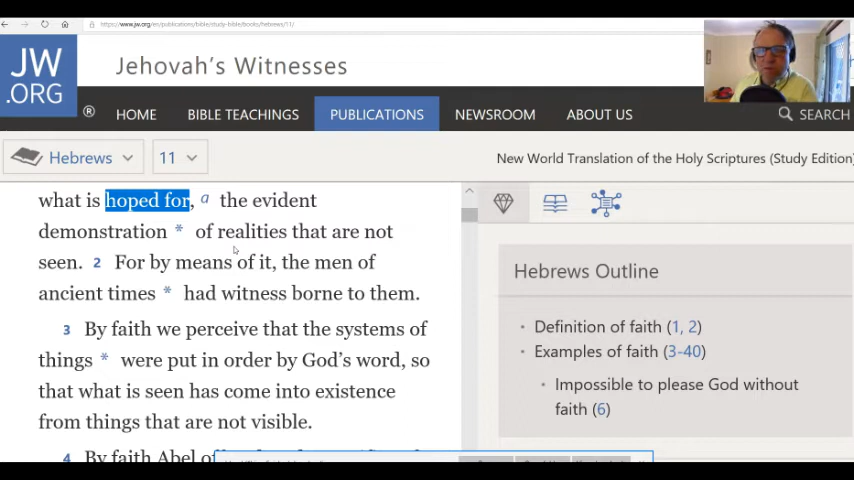 https://www.jw.org/en/publications/bible/study-bible/books/hebrews/11/
JW
.ORG
®
Jehovah's Witnesses
HOME
BIBLE TEACHINGS
PUBLICATIONS
NEWSROOM
ABOUT US
SEARCH
Hebrews
11
New World Translation of the Holy Scriptures (Study Edition)
what is hoped for, a the evident
demonstration * of realities that are not
seen. 2 For by means of it, the men of
ancient times * had witness borne to them.
3 By faith we perceive that the systems of
things * were put in order by God's word, so
that what is seen has come into existence
from things that are not visible.
4 By faith Abel
Hebrews Outline
• Definition of faith (1, 2)
• Examples of faith (3-40)
• Impossible to please God without
faith (6)